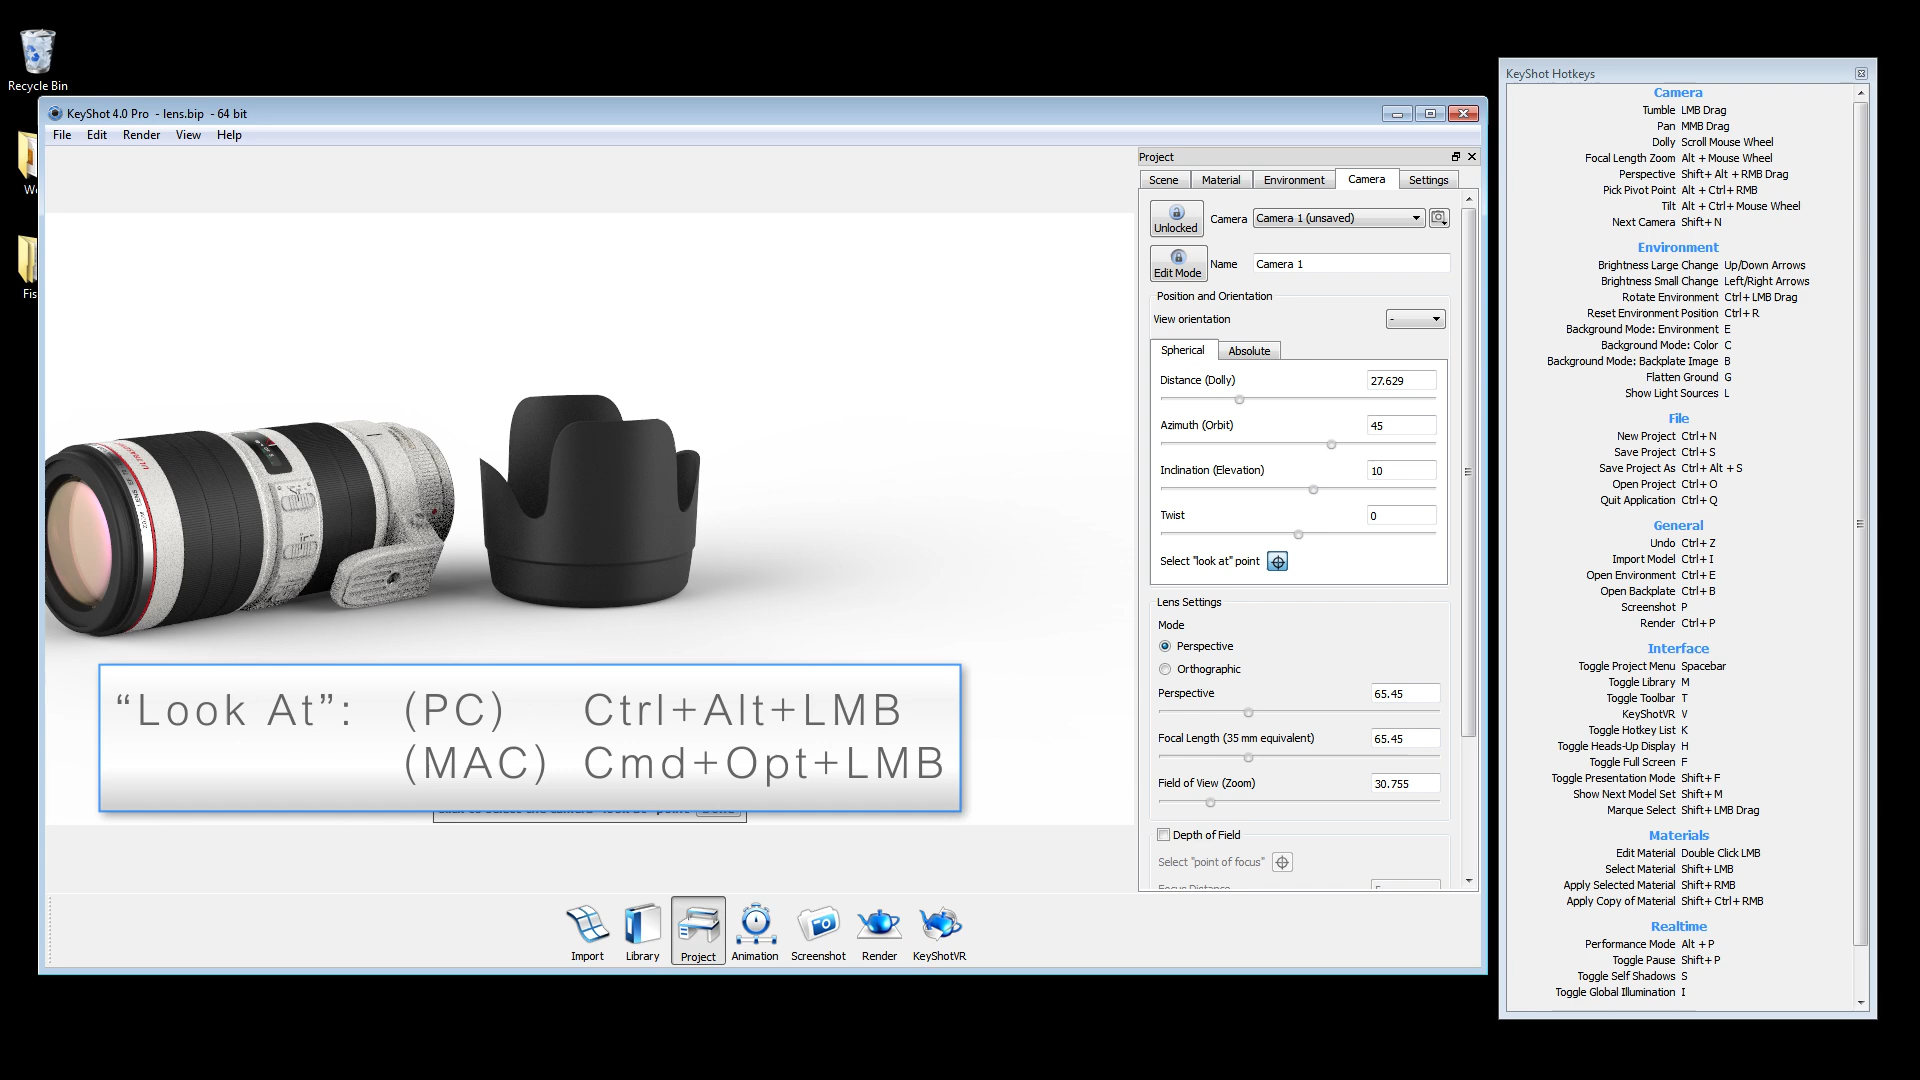 Recycle Bin
KeyShot 4.0 Pro - lens.bip - 64 bit
File Edit Render View Help
Project
Scene Material Environment Camera Settings
Unlocked Camera Camera 1 (unsaved)
Edit Mode Name Camera 1
Position and Orientation
View orientation -
Spherical Absolute
Distance (Dolly) 27.629
Azimuth (Orbit) 45
Inclination (Elevation) 10
Twist 0
Select "look at" point
Lens Settings
Mode
Perspective
Orthographic
Perspective 65.45
Focal Length (35 mm equivalent) 65.45
Field of View (Zoom) 30.755
Depth of Field
Select "point of focus"
Focus Distance
“Look At”: (PC) Ctrl+Alt+LMB
(MAC) Cmd+Opt+LMB
Import Library Project Animation Screenshot Render KeyShotVR
KeyShot Hotkeys
Camera
Tumble LMB Drag
Pan MMB Drag
Dolly Scroll Mouse Wheel
Focal Length Zoom Alt + Mouse Wheel
Perspective Shift+ Alt + RMB Drag
Pick Pivot Point Alt + Ctrl+ RMB
Tilt Alt + Ctrl+ Mouse Wheel
Next Camera Shift+ N
Environment
Brightness Large Change Up/Down Arrows
Brightness Small Change Left/Right Arrows
Rotate Environment Ctrl+ LMB Drag
Reset Environment Position Ctrl+ R
Background Mode: Environment E
Background Mode: Color C
Background Mode: Backplate Image B
Flatten Ground G
Show Light Sources L
File
New Project Ctrl+ N
Save Project Ctrl+ S
Save Project As Ctrl+ Alt + S
Open Project Ctrl+ O
Quit Application Ctrl+ Q
General
Undo Ctrl+ Z
Import Model Ctrl+ I
Open Environment Ctrl+ E
Open Backplate Ctrl+ B
Screenshot P
Render Ctrl+ P
Interface
Toggle Project Menu Spacebar
Toggle Library M
Toggle Toolbar T
KeyShotVR V
Toggle Hotkey List K
Toggle Heads-Up Display H
Toggle Full Screen F
Toggle Presentation Mode Shift+ F
Show Next Model Set Shift+ M
Marque Select Shift+ LMB Drag
Materials
Edit Material Double Click LMB
Select Material Shift+ LMB
Apply Selected Material Shift+ RMB
Apply Copy of Material Shift+ Ctrl+ RMB
Realtime
Performance Mode Alt + P
Toggle Pause Shift+ P
Toggle Self Shadows S
Toggle Global Illumination I